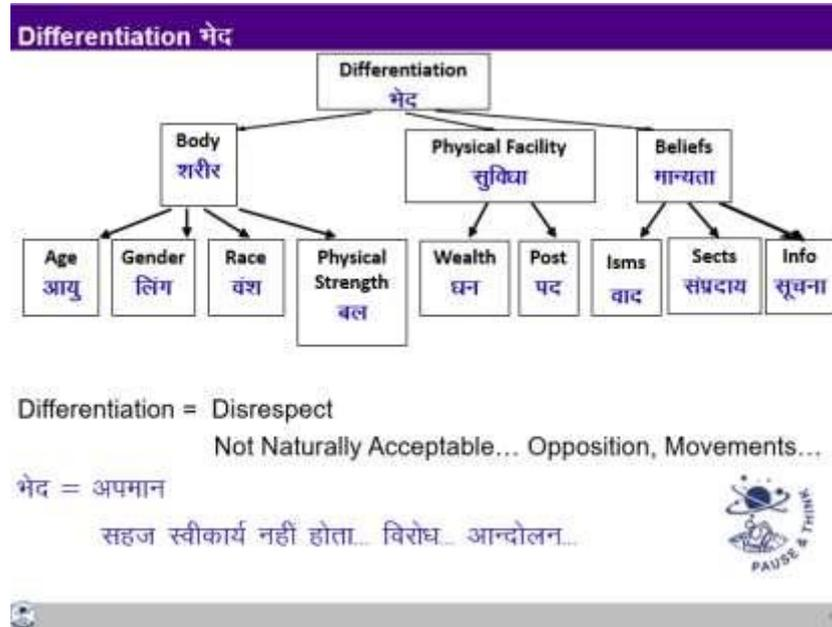 Differentiation भेद
Differentiation
भेद
Body
शरीर
Physical Facility
सुविधा
Beliefs
मान्यता
Age
आयु
Gender
लिंग
Race
वंश
Physical
Strength
बल
Wealth
धन
Post
पद
Isms
वाद
Sects
संप्रदाय
Info
सूचना
Differentiation = Disrespect
Not Naturally Acceptable... Opposition, Movements...
भेद = अपमान
सहज स्वीकार्य नहीं होता... विरोध... आन्दोलन...
PAUSE & THINK